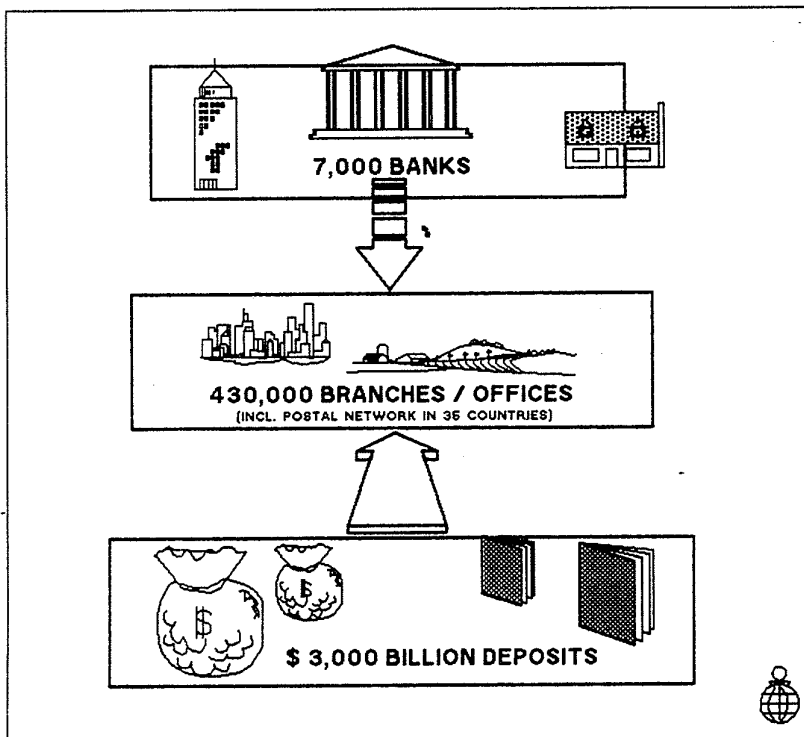 7,000 BANKS
430,000 BRANCHES / OFFICES
(INCL. POSTAL NETWORK IN 35 COUNTRIES)
$ $
$ 3,000 BILLION DEPOSITS